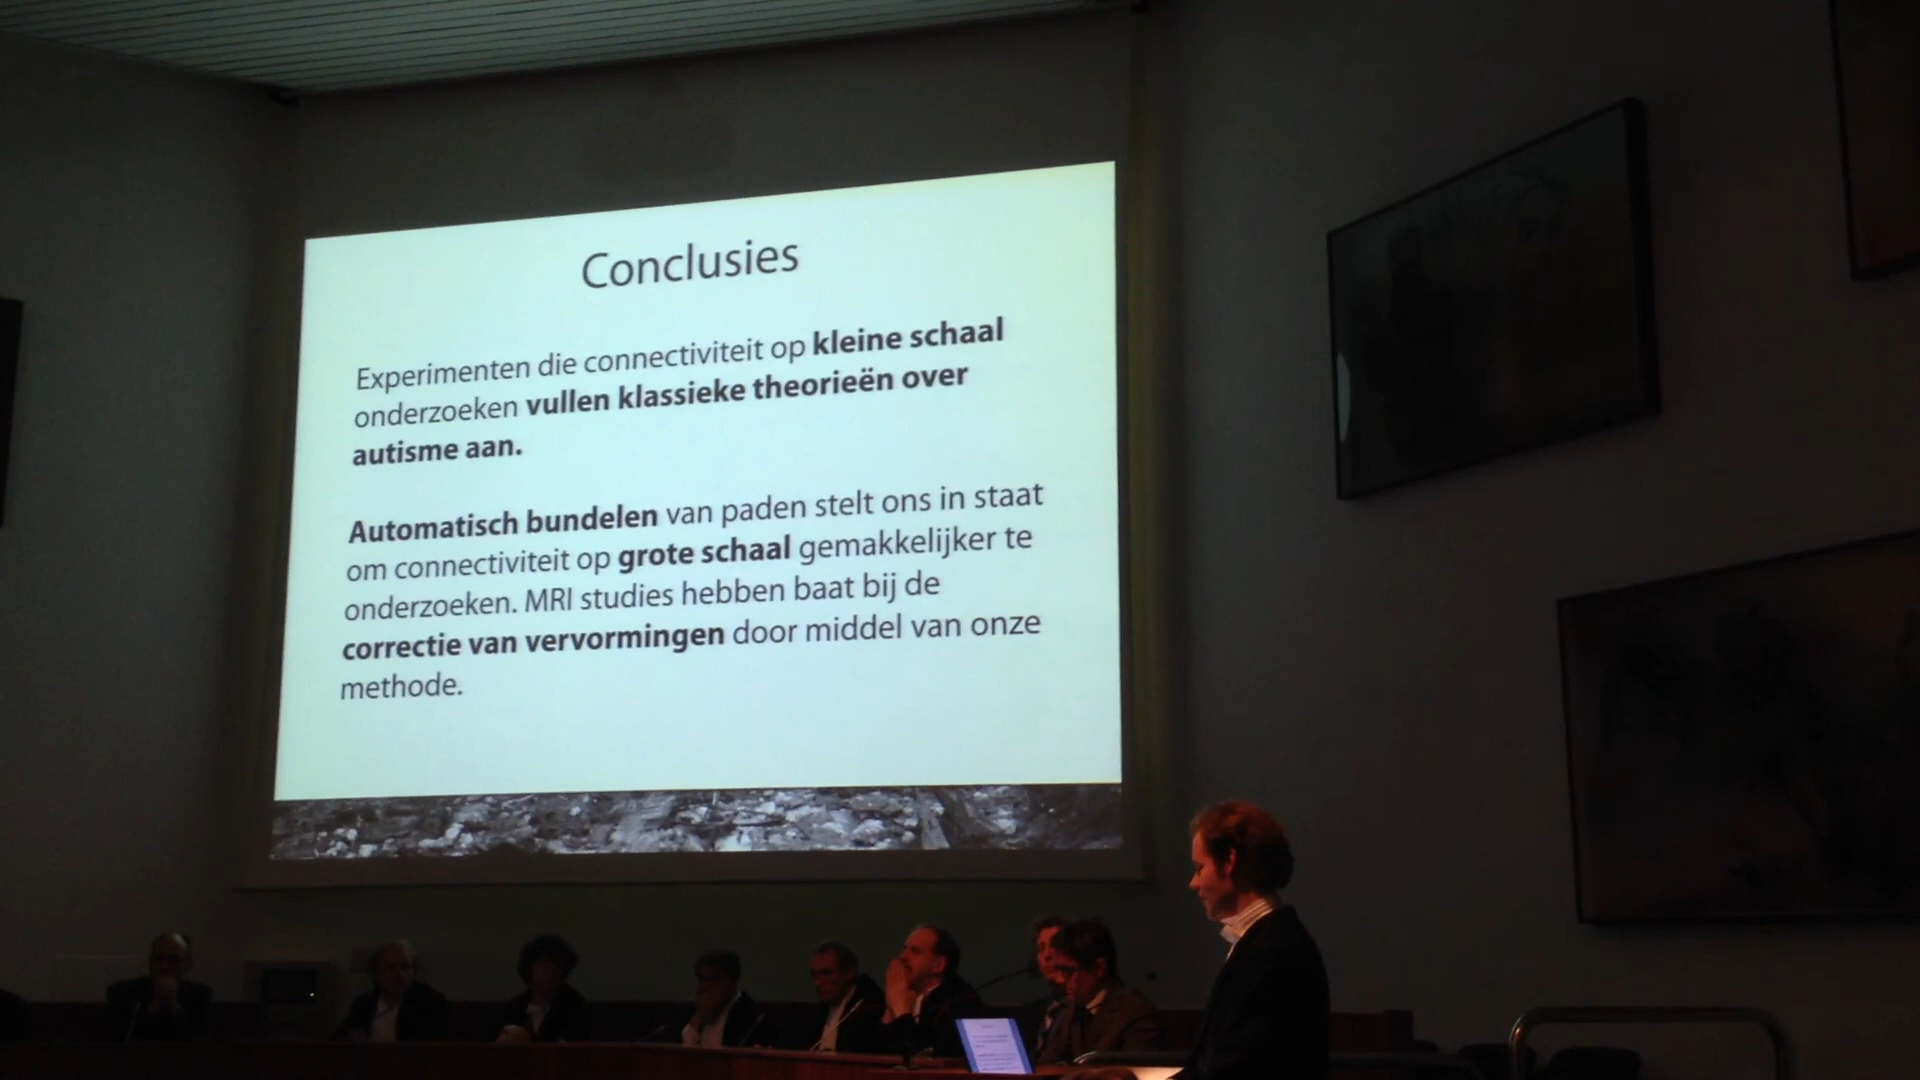 Conclusies
Experimenten die connectiviteit op kleine schaal
onderzoeken vullen klassieke theorieën over
autisme aan.
Automatisch bundelen van paden stelt ons in staat
om connectiviteit op grote schaal gemakkelijker te
onderzoeken. MRI studies hebben baat bij de
correctie van vervormingen door middel van onze
methode.